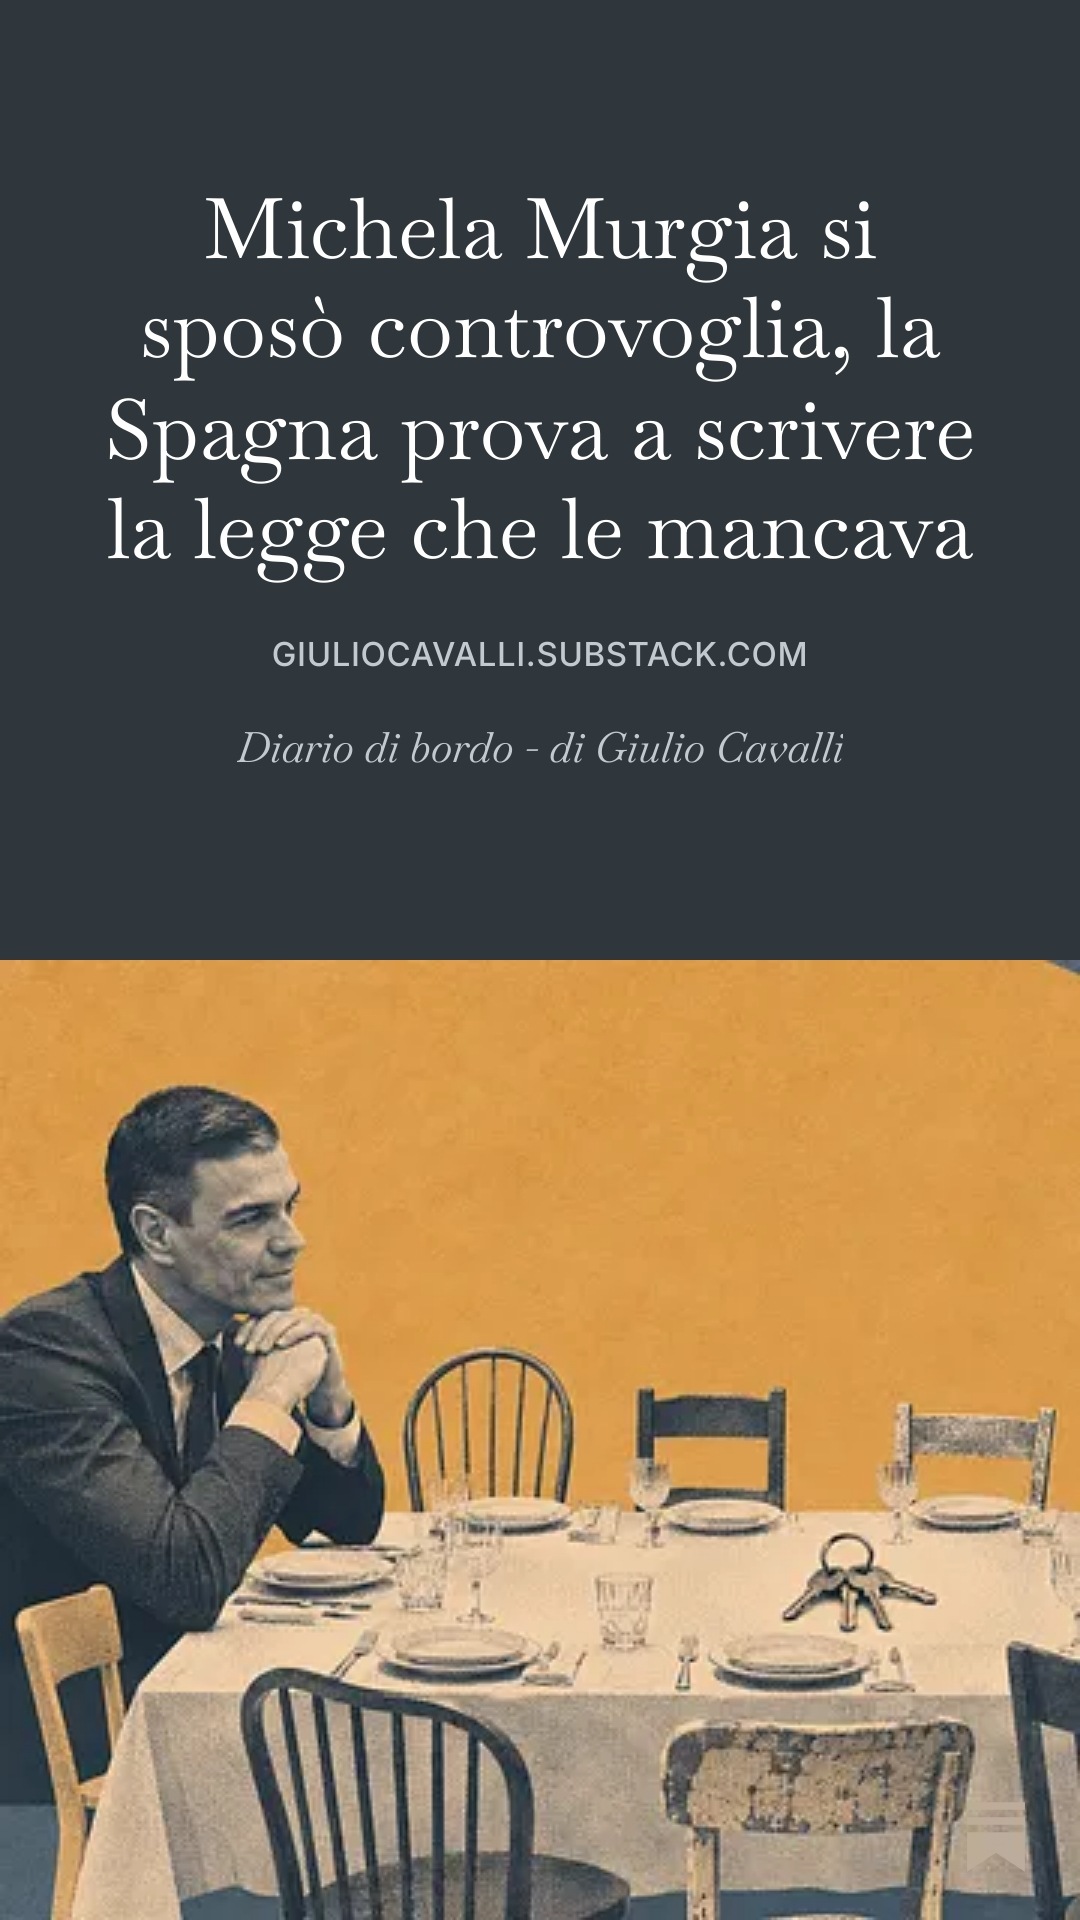 Michela Murgia si
sposò controvoglia, la
Spagna prova a scrivere
la legge che le mancava
GIULIOCAVALLI.SUBSTACK.COM
Diario di bordo - di Giulio Cavalli